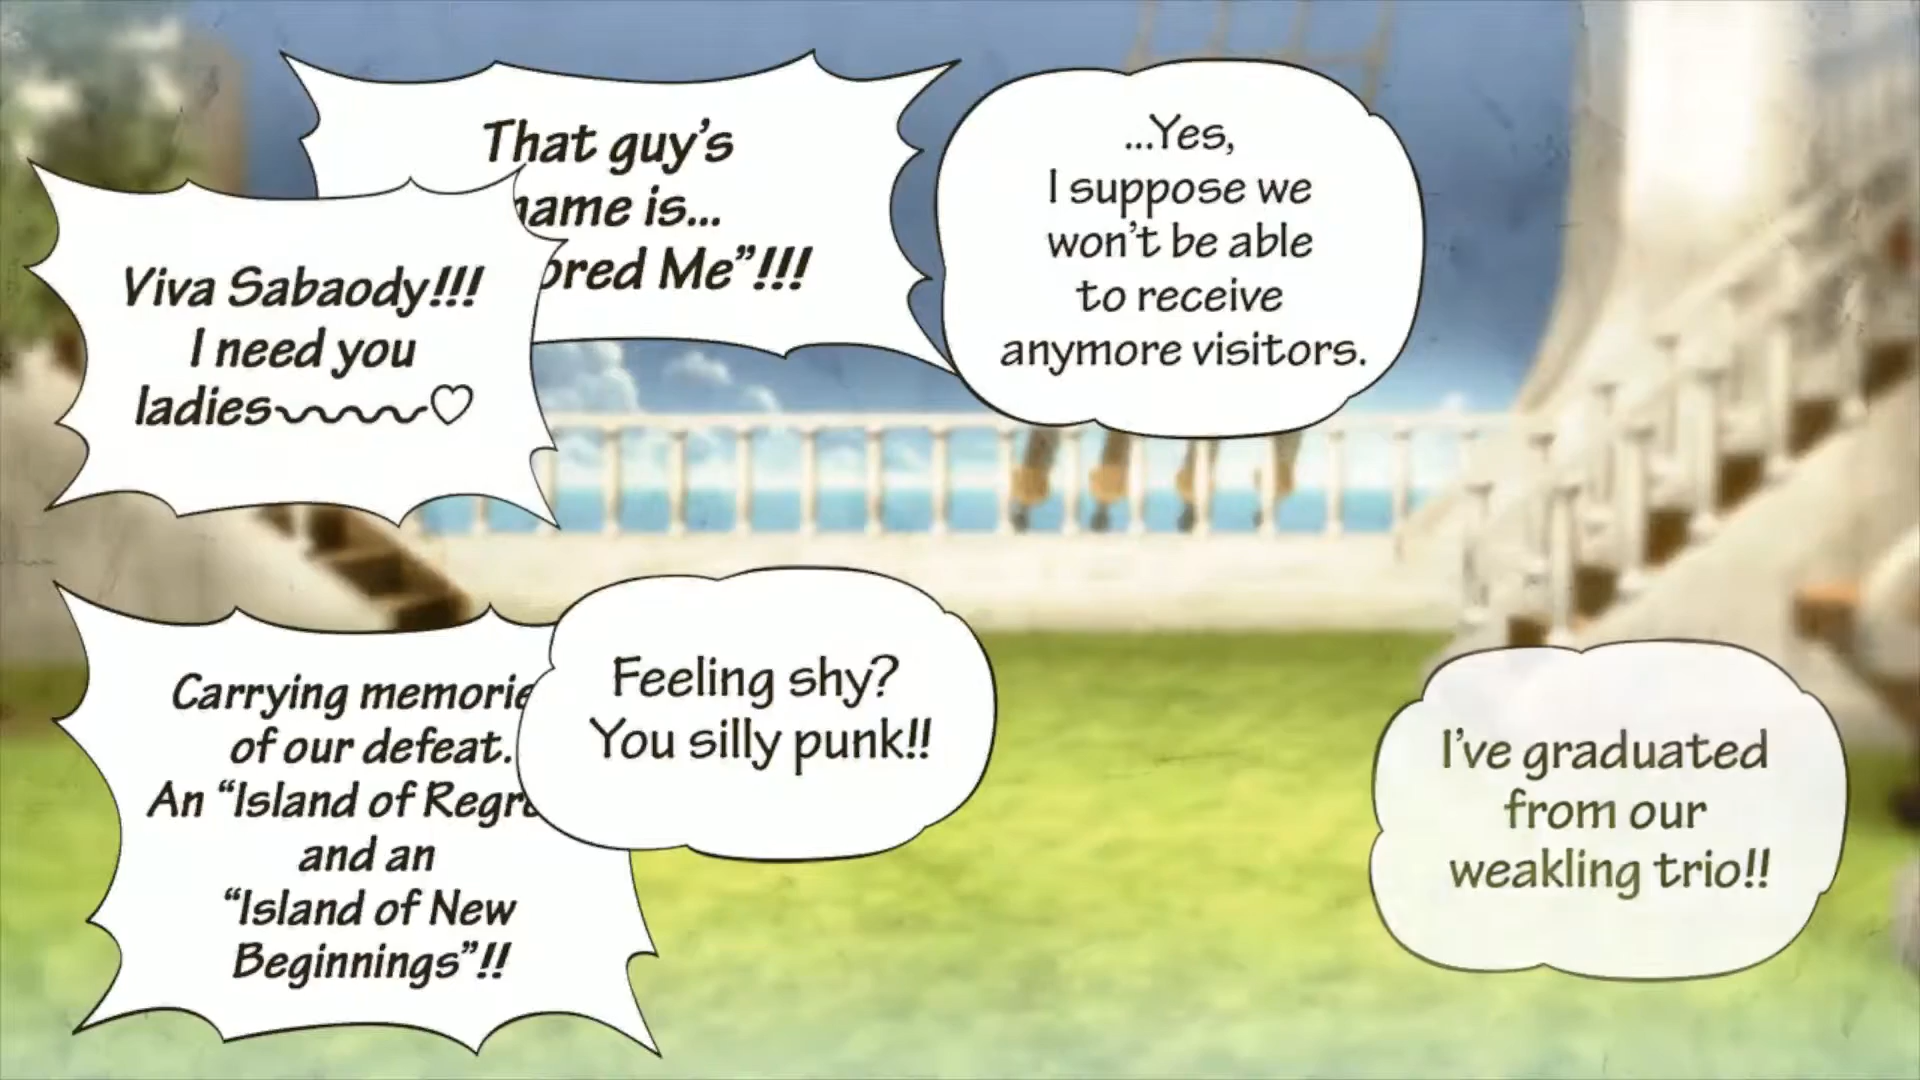 That guy's
name is...
ored Me"!!!
...Yes,
I suppose we
won't be able
to receive
anymore visitors.
Viva Sabaody!!!
I need you
ladies♡
Carrying memorie
of our defeat.
An "Island of Regre
and an
"Island of New
Beginnings"!!
Feeling shy?
You silly punk!!
I've graduated
from our
weakling trio!!